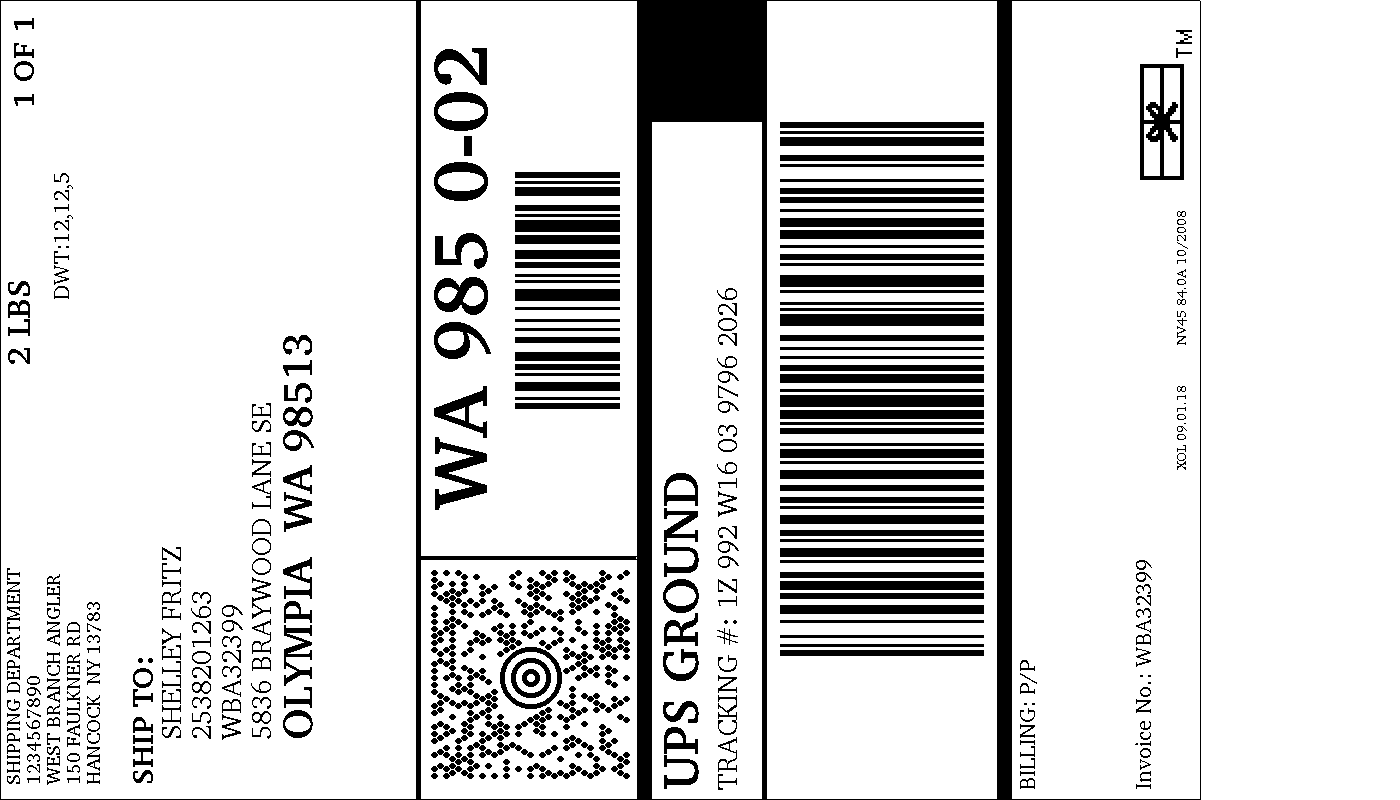 SHIPPING DEPARTMENT
1234567890
WEST BRANCH ANGLER
150 FAULKNER RD
HANCOCK NY 13783
2 LBS
1 OF 1
DWT:12,12,5
SHIP TO:
SHELLEY FRITZ
2538201263
WBA32399
5836 BRAYWOOD LANE SE
OLYMPIA WA 98513
WA 985 0-02
UPS GROUND
TRACKING #: 1Z 992 W16 03 9796 2026
BILLING: P/P
Invoice No.: WBA32399
XOL 09.01.18 NV45 84.0A 10/2008
TM